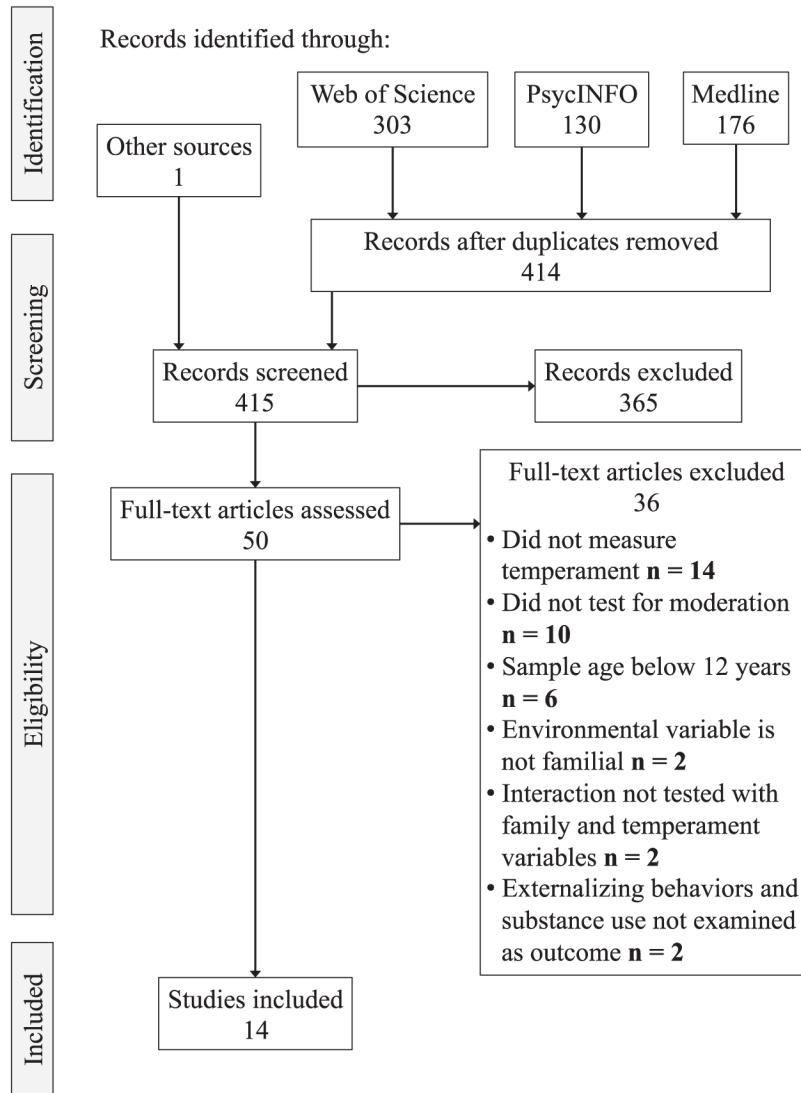 Identification
Records identified through:
Web of Science
303
PsycINFO
130
Medline
176
Other sources
1
Screening
Records after duplicates removed
414
Records screened
415
Records excluded
365
Eligibility
Full-text articles assessed
50
Full-text articles excluded
36
• Did not measure
temperament n = 14
• Did not test for moderation
n = 10
• Sample age below 12 years
n = 6
• Environmental variable is
not familial n = 2
• Interaction not tested with
family and temperament
variables n = 2
• Externalizing behaviors and
substance use not examined
as outcome n = 2
Included
Studies included
14